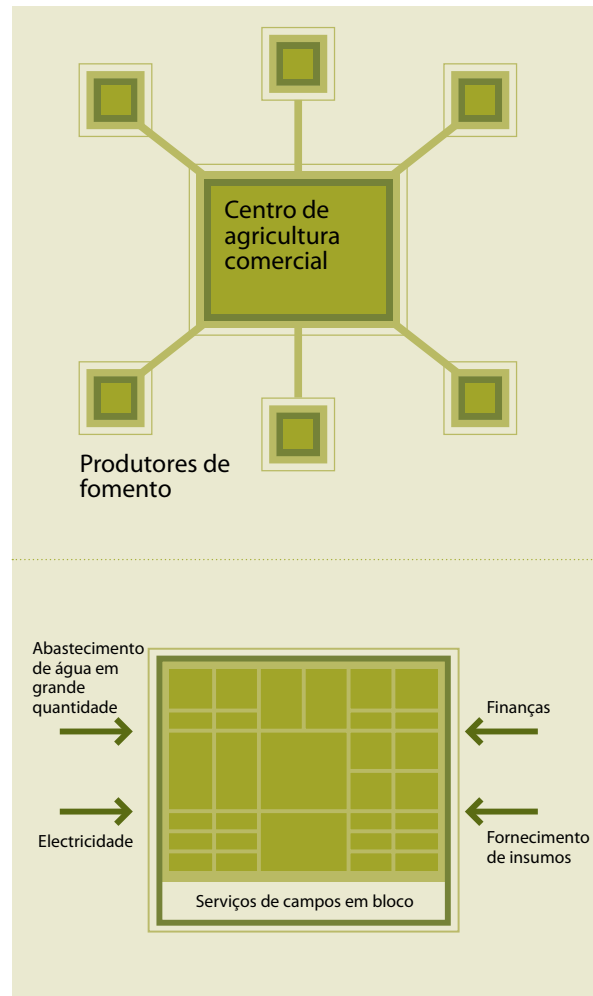 Centro de
agricultura
comercial
Produtores de
fomento
Abastecimento
de água em
grande
quantidade
Finanças
Electricidade
Fornecimento
de insumos
Serviços de campos em bloco